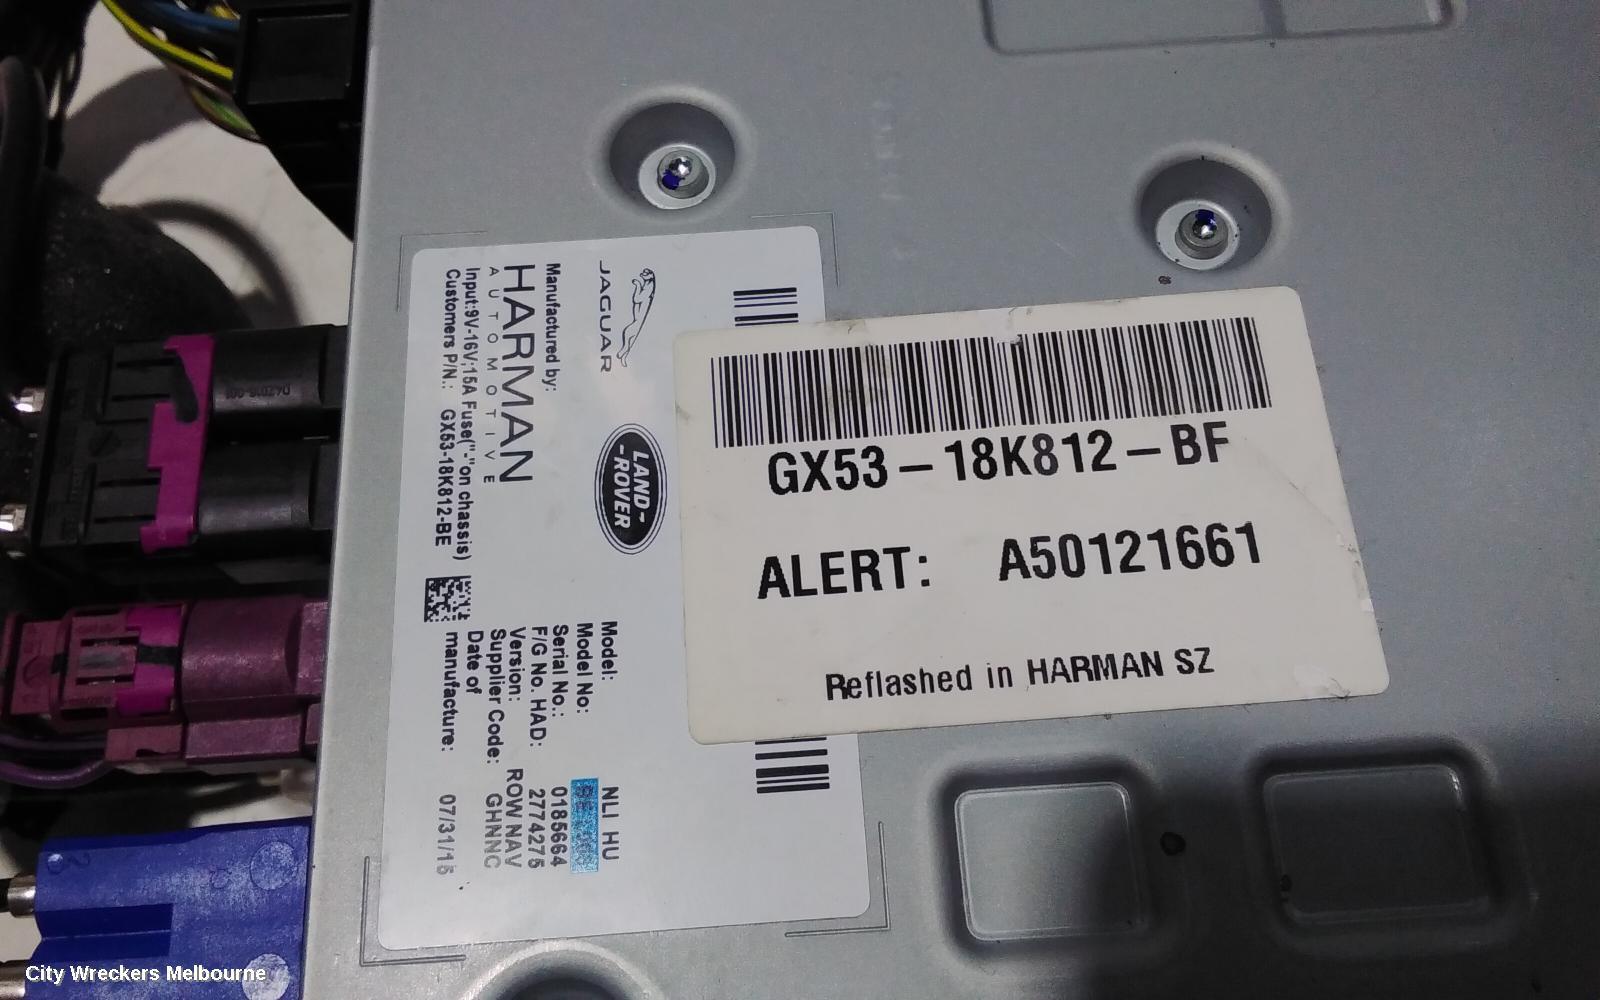 JAGUAR
LAND-
-ROVER
Manufactured by:
HARMAN
AUTOMOTIVE
Input:9V-16V;15A Fuse("-"on chassis)
Customers P/N.: GX53-18K812-BE
Model: NLI HU
Model No:
Serial No.: 0185664
F/G No. HAD: 2774275
Version: ROW NAV
Supplier Code: GHNNC
Date of
manufacture: 07/31/15
GX53-18K812-BF
ALERT: A50121661
Reflashed in HARMAN SZ
City Wreckers Melbourne